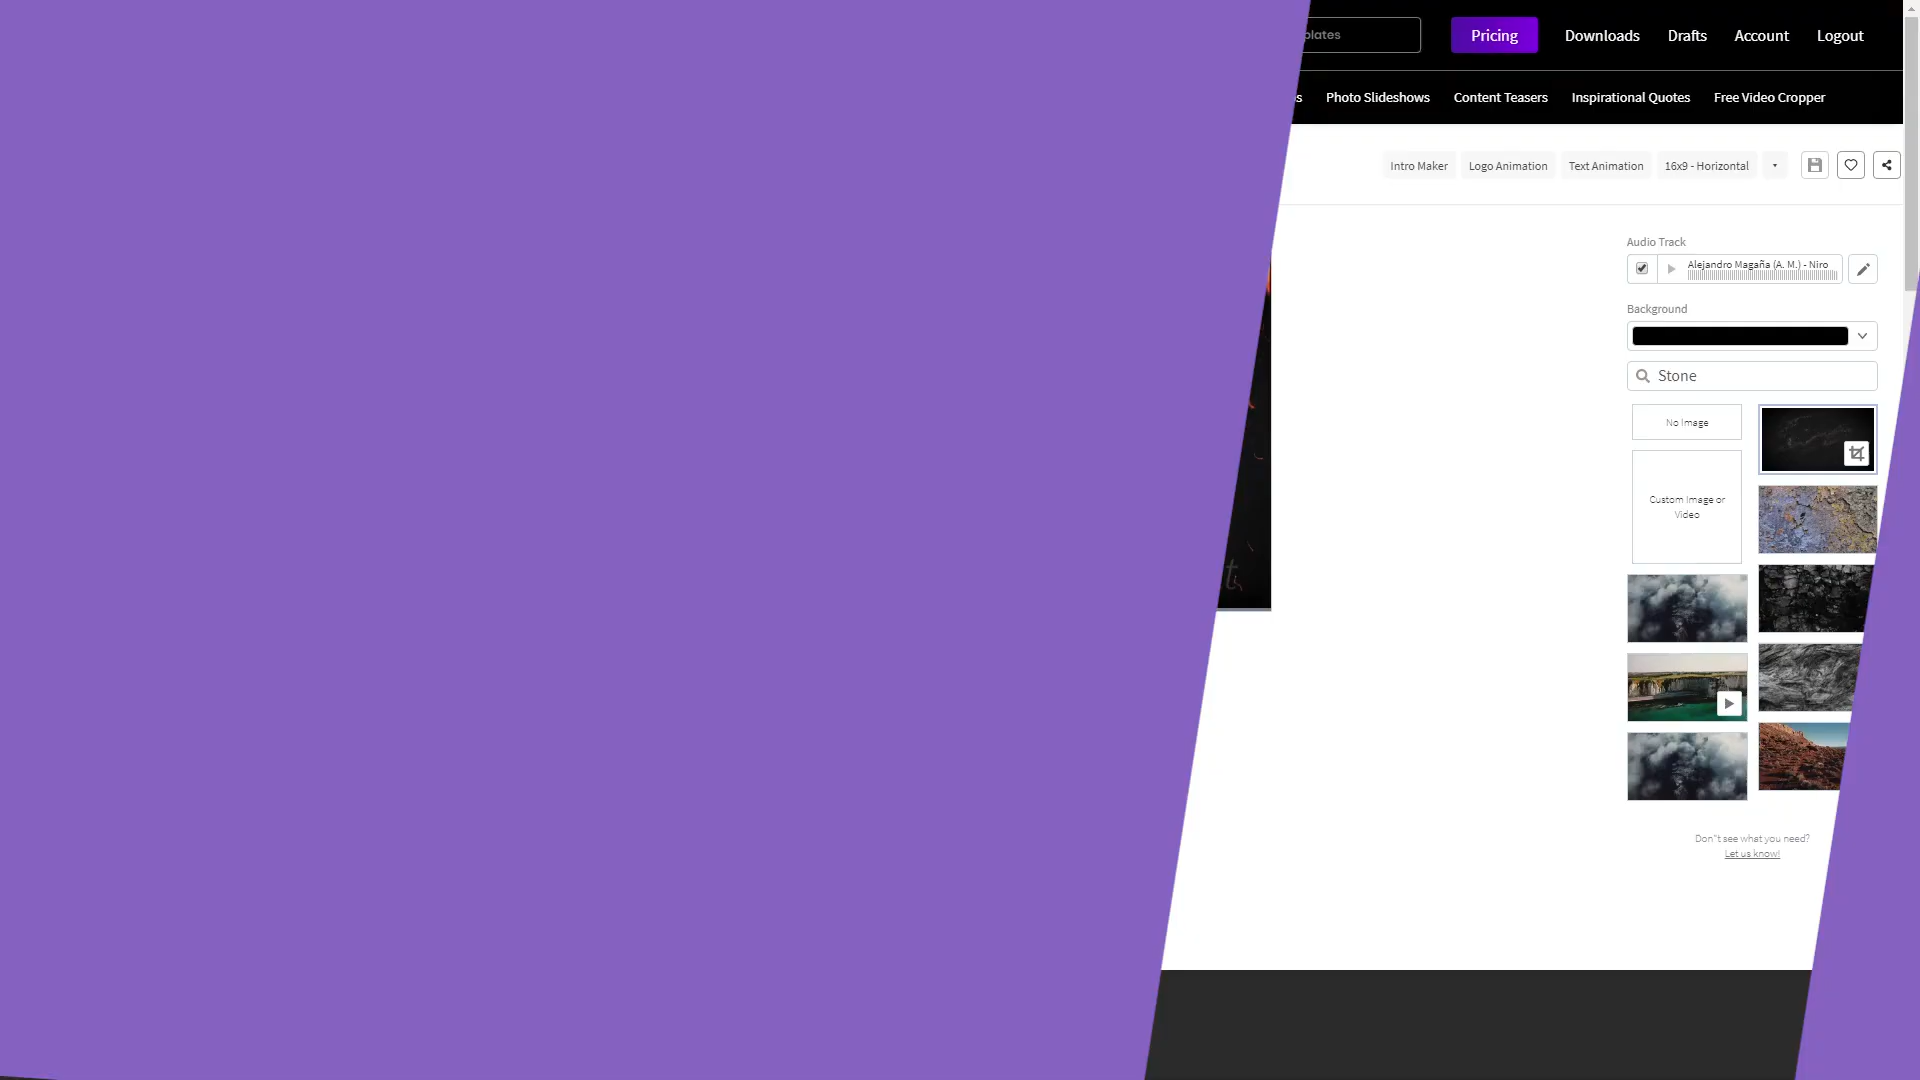 Pricing
Downloads
Drafts
Account
Logout
Photo Slideshows
Content Teasers
Inspirational Quotes
Free Video Cropper
Intro Maker
Logo Animation
Text Animation
16x9 - Horizontal
Audio Track
Alejandro Magaña (A. M.) - Niro
Background
Stone
No Image
Custom Image or
Video
Don"t see what you need?
Let us know!